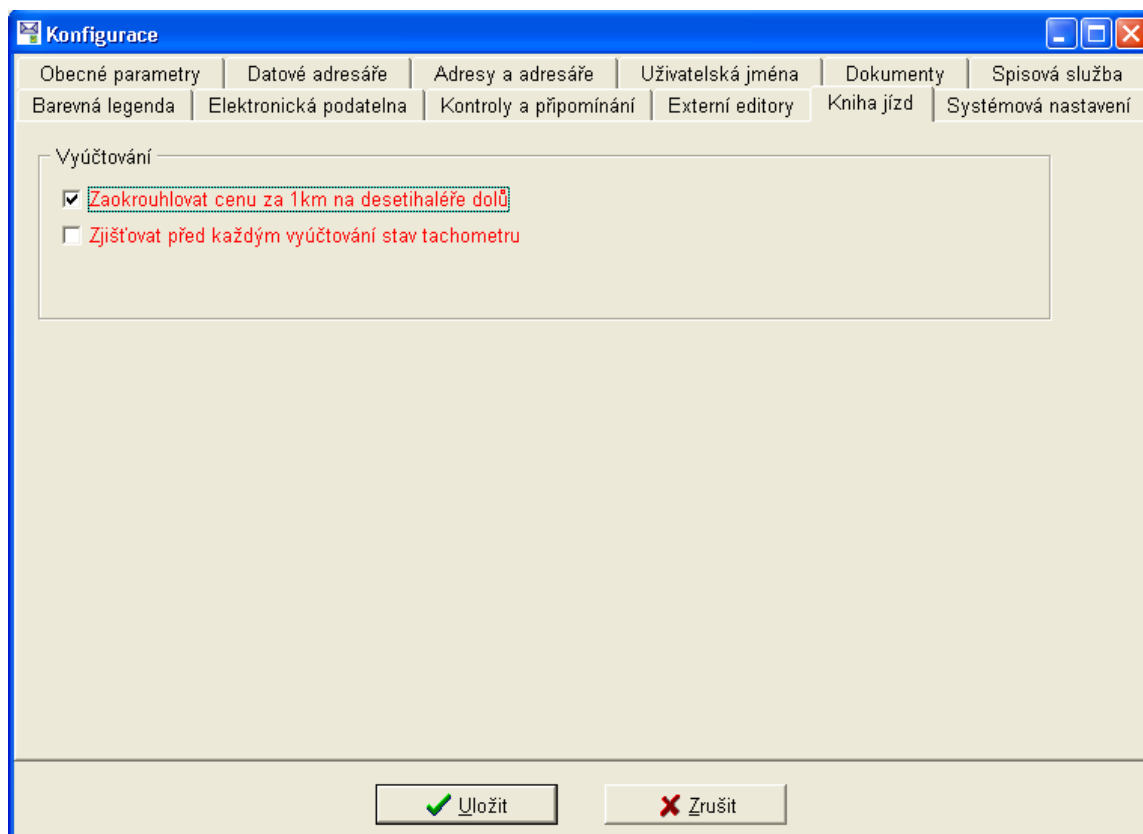 Konfigurace
Obecné parametry Datové adresáře Adresy a adresáře Uživatelská jména Dokumenty Spisová služba
Barevná legenda Elektronická podatelna Kontroly a připomínání Externí editory Kniha jízd Systémová nastavení
Vyúčtování
Zaokrouhlovat cenu za 1km na desetihaléře dolů
Zjišťovat před každým vyúčtování stav tachometru
Uložit Zrušit